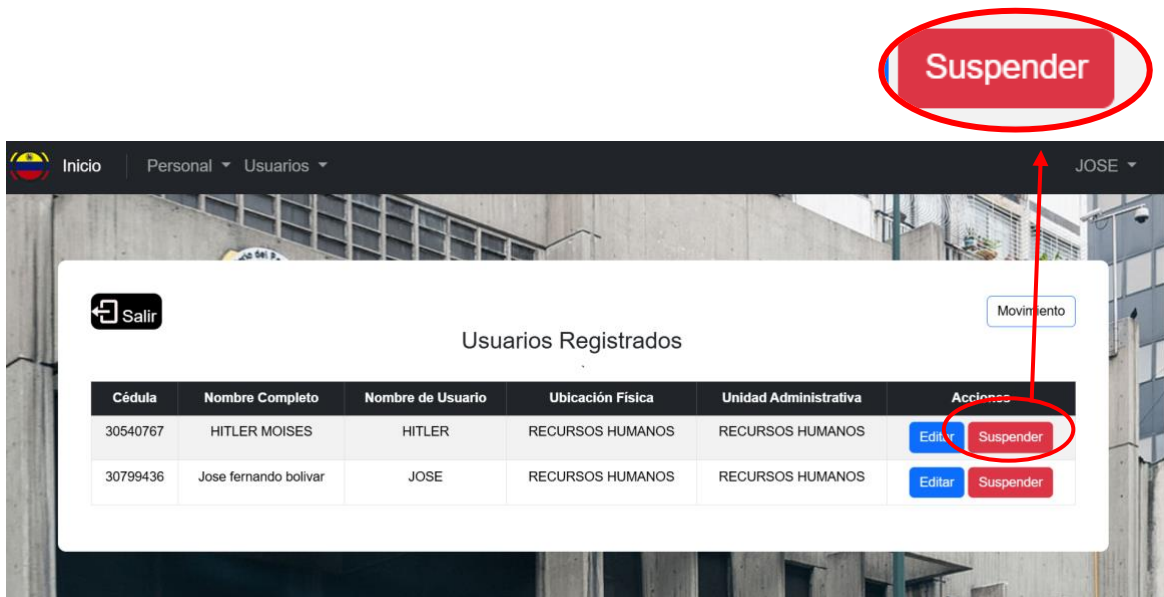 Suspender
Inicio Personal Usuarios JOSE
Salir
Movimiento
Usuarios Registrados
Cédula Nombre Completo Nombre de Usuario Ubicación Física Unidad Administrativa Acciones
30540767 HITLER MOISES HITLER RECURSOS HUMANOS RECURSOS HUMANOS Editar Suspender
30799436 Jose fernando bolivar JOSE RECURSOS HUMANOS RECURSOS HUMANOS Editar Suspender